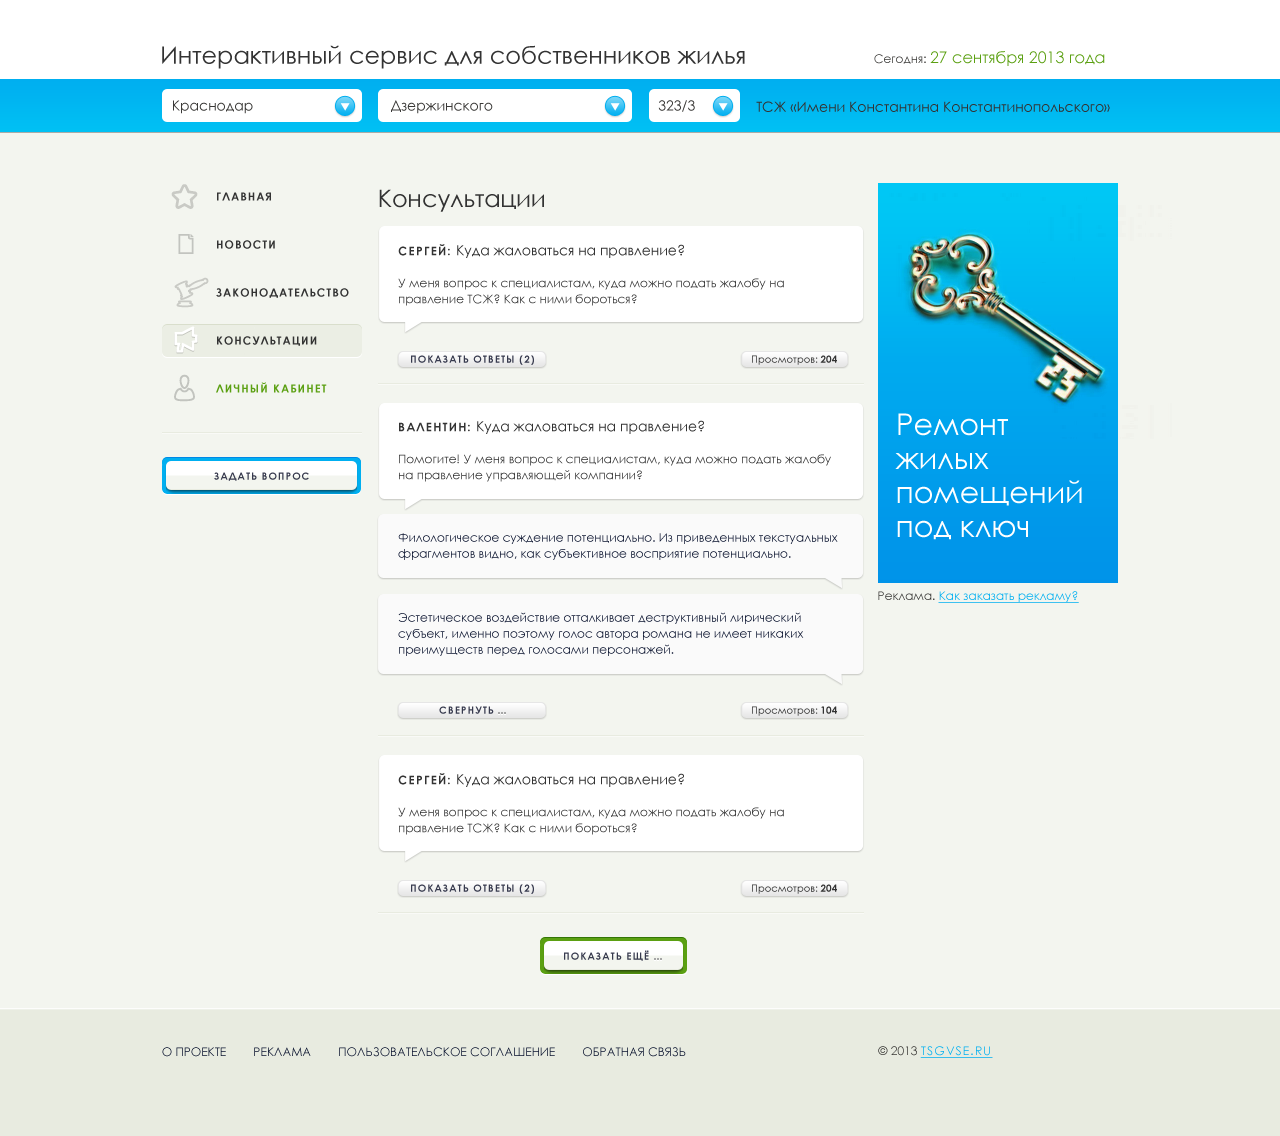 Интерактивный сервис для собственников жилья
Сегодня: 27 сентября 2013 года
Краснодар
Дзержинского
323/3
ТСЖ «Имени Константина Константинопольского»
ГЛАВНАЯ
НОВОСТИ
ЗАКОНОДАТЕЛЬСТВО
КОНСУЛЬТАЦИИ
ЛИЧНЫЙ КАБИНЕТ
ЗАДАТЬ ВОПРОС
Консультации
СЕРГЕЙ: Куда жаловаться на правление?
У меня вопрос к специалистам, куда можно подать жалобу на
правление ТСЖ? Как с ними бороться?
ПОКАЗАТЬ ОТВЕТЫ (2)
Просмотров: 204
ВАЛЕНТИН: Куда жаловаться на правление?
Помогите! У меня вопрос к специалистам, куда можно подать жалобу
на правление управляющей компании?
Филологическое суждение потенциально. Из приведенных текстуальных
фрагментов видно, как субъективное восприятие потенциально.
Эстетическое воздействие отталкивает деструктивный лирический
субъект, именно поэтому голос автора романа не имеет никаких
преимуществ перед голосами персонажей.
СВЕРНУТЬ ...
Просмотров: 104
СЕРГЕЙ: Куда жаловаться на правление?
У меня вопрос к специалистам, куда можно подать жалобу на
правление ТСЖ? Как с ними бороться?
ПОКАЗАТЬ ОТВЕТЫ (2)
Просмотров: 204
ПОКАЗАТЬ ЕЩЁ ...
Ремонт
жилых
помещений
под ключ
Реклама. Как заказать рекламу?
О ПРОЕКТЕ
РЕКЛАМА
ПОЛЬЗОВАТЕЛЬСКОЕ СОГЛАШЕНИЕ
ОБРАТНАЯ СВЯЗЬ
© 2013 TSGVSE.RU